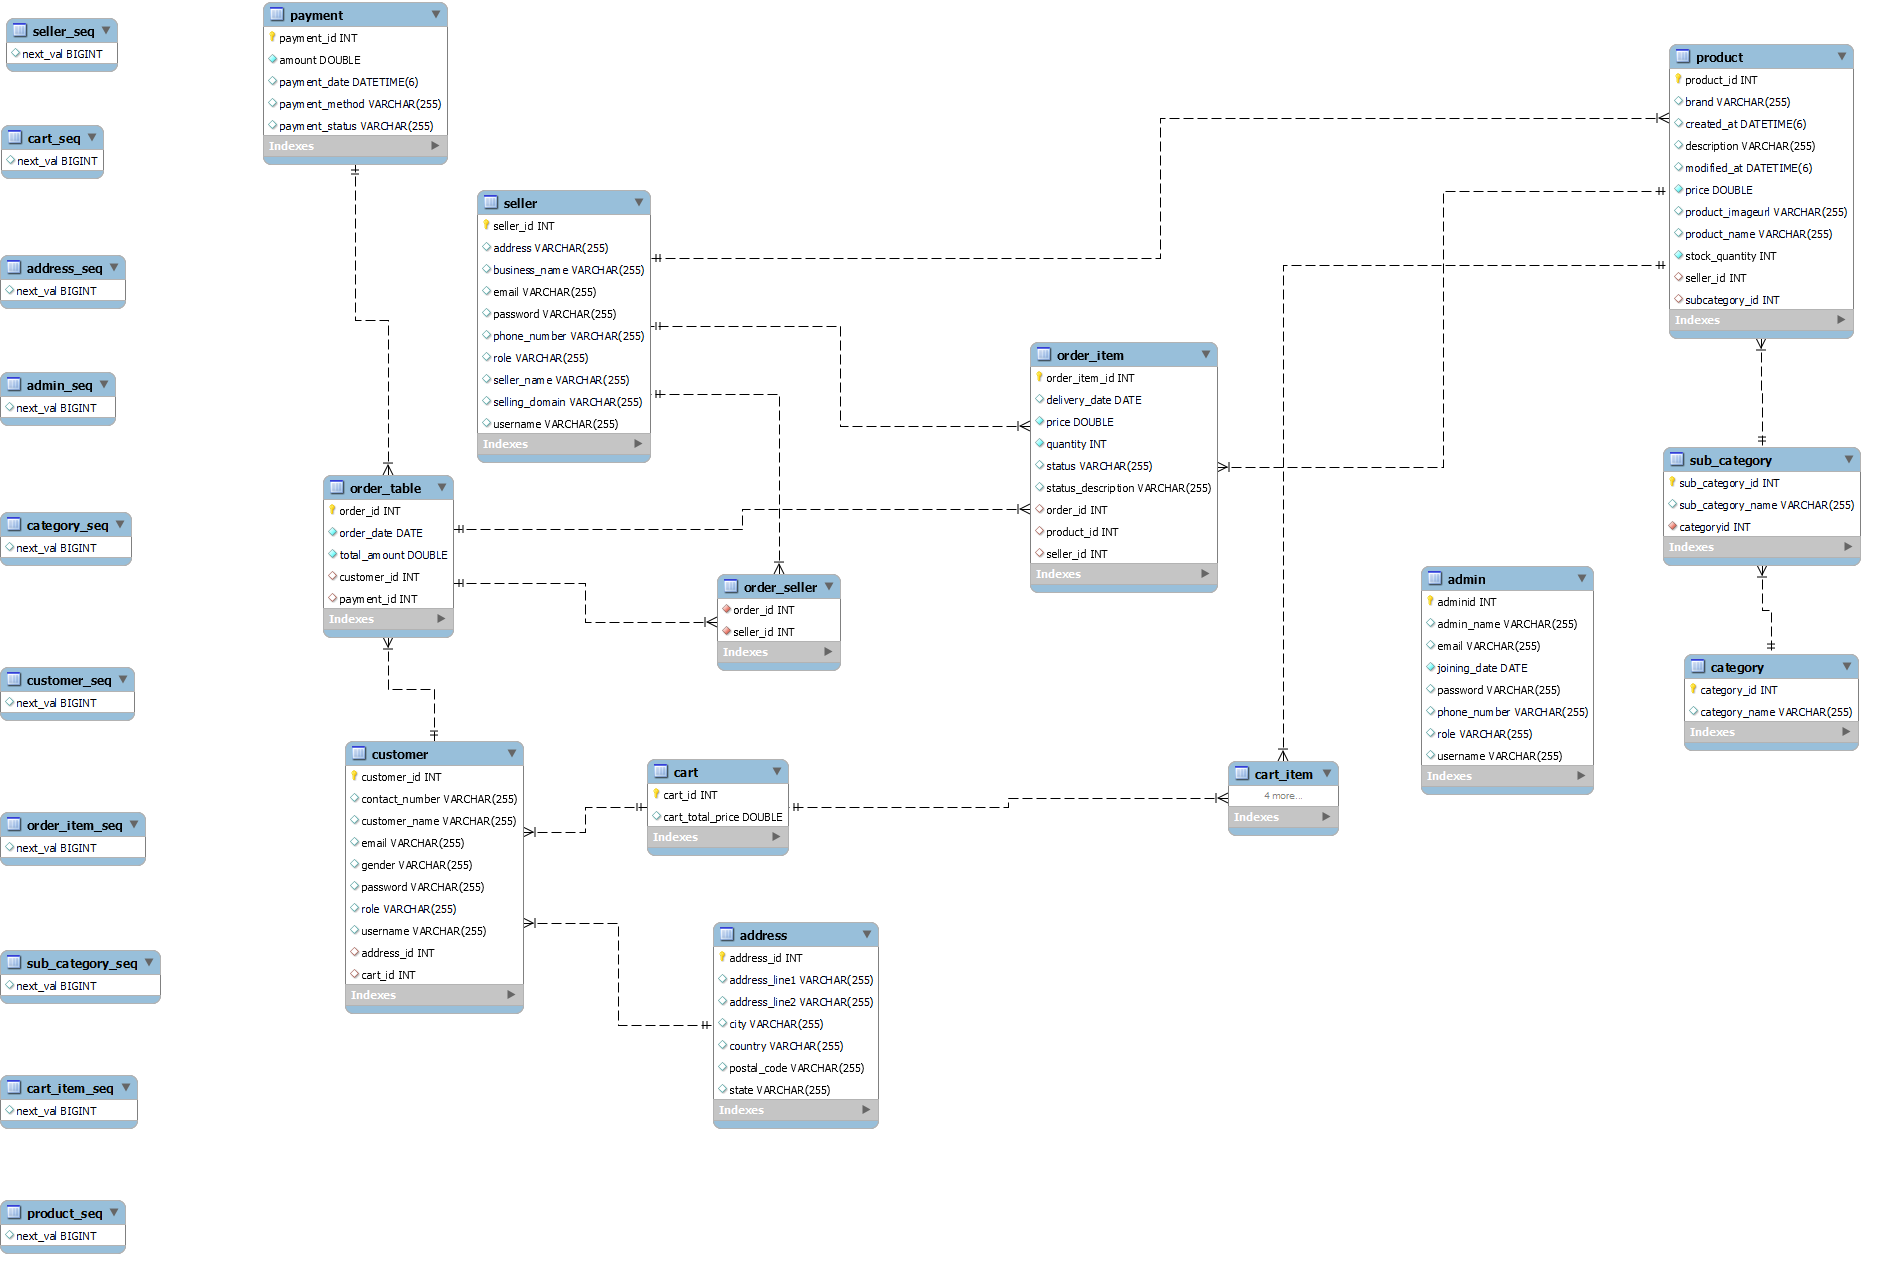 seller_seq
next_val BIGINT
cart_seq
next_val BIGINT
address_seq
next_val BIGINT
admin_seq
next_val BIGINT
category_seq
next_val BIGINT
customer_seq
next_val BIGINT
order_item_seq
next_val BIGINT
sub_category_seq
next_val BIGINT
cart_item_seq
next_val BIGINT
product_seq
next_val BIGINT
payment
payment_id INT
amount DOUBLE
payment_date DATETIME(6)
payment_method VARCHAR(255)
payment_status VARCHAR(255)
Indexes
seller
seller_id INT
address VARCHAR(255)
business_name VARCHAR(255)
email VARCHAR(255)
password VARCHAR(255)
phone_number VARCHAR(255)
role VARCHAR(255)
seller_name VARCHAR(255)
selling_domain VARCHAR(255)
username VARCHAR(255)
Indexes
order_table
order_id INT
order_date DATE
total_amount DOUBLE
customer_id INT
payment_id INT
Indexes
order_seller
order_id INT
seller_id INT
Indexes
customer
customer_id INT
contact_number VARCHAR(255)
customer_name VARCHAR(255)
email VARCHAR(255)
gender VARCHAR(255)
password VARCHAR(255)
role VARCHAR(255)
username VARCHAR(255)
address_id INT
cart_id INT
Indexes
cart
cart_id INT
cart_total_price DOUBLE
Indexes
address
address_id INT
address_line1 VARCHAR(255)
address_line2 VARCHAR(255)
city VARCHAR(255)
country VARCHAR(255)
postal_code VARCHAR(255)
state VARCHAR(255)
Indexes
order_item
order_item_id INT
delivery_date DATE
price DOUBLE
quantity INT
status VARCHAR(255)
status_description VARCHAR(255)
order_id INT
product_id INT
seller_id INT
Indexes
cart_item
4 more...
Indexes
admin
adminid INT
admin_name VARCHAR(255)
email VARCHAR(255)
joining_date DATE
password VARCHAR(255)
phone_number VARCHAR(255)
role VARCHAR(255)
username VARCHAR(255)
Indexes
product
product_id INT
brand VARCHAR(255)
created_at DATETIME(6)
description VARCHAR(255)
modified_at DATETIME(6)
price DOUBLE
product_imageurl VARCHAR(255)
product_name VARCHAR(255)
stock_quantity INT
seller_id INT
subcategory_id INT
Indexes
sub_category
sub_category_id INT
sub_category_name VARCHAR(255)
categoryid INT
Indexes
category
category_id INT
category_name VARCHAR(255)
Indexes